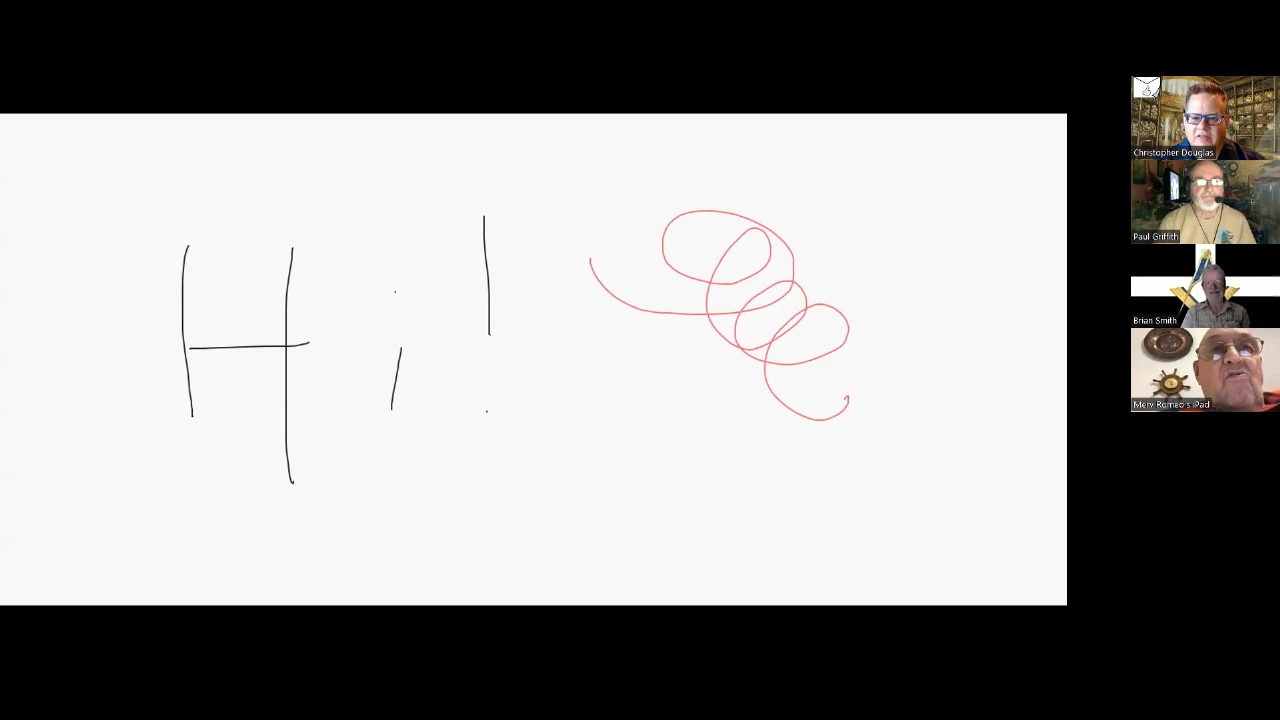 Hi!
Christopher Douglas
Paul Griffith
Brian Smith
Merv Romeo's iPad